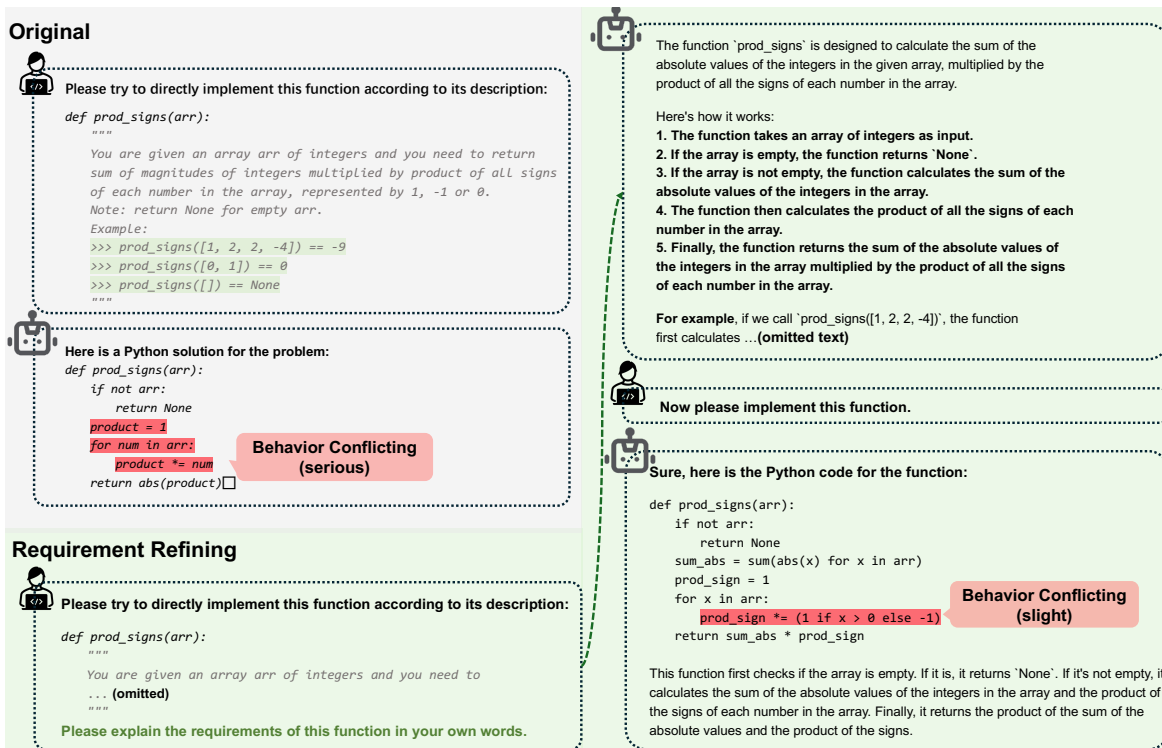 Original
Please try to directly implement this function according to its description:
def prod_signs(arr):
"""
You are given an array arr of integers and you need to return
sum of magnitudes of integers multiplied by product of all signs
of each number in the array, represented by 1, -1 or 0.
Note: return None for empty arr.
Example:
>>> prod_signs([1, 2, 2, -4]) == -9
>>> prod_signs([0, 1]) == 0
>>> prod_signs([]) == None
"""
Here is a Python solution for the problem:
def prod_signs(arr):
if not arr:
return None
product = 1
for num in arr:
product *= num
return abs(product)
Behavior Conflicting
(serious)
Requirement Refining
Please try to directly implement this function according to its description:
def prod_signs(arr):
"""
You are given an array arr of integers and you need to
... (omitted)
"""
Please explain the requirements of this function in your own words.
The function `prod_signs` is designed to calculate the sum of the
absolute values of the integers in the given array, multiplied by the
product of all the signs of each number in the array.
Here's how it works:
1. The function takes an array of integers as input.
2. If the array is empty, the function returns `None`.
3. If the array is not empty, the function calculates the sum of the
absolute values of the integers in the array.
4. The function then calculates the product of all the signs of each
number in the array.
5. Finally, the function returns the sum of the absolute values of
the integers in the array multiplied by the product of all the signs
of each number in the array.
For example, if we call `prod_signs([1, 2, 2, -4])`, the function
first calculates …(omitted text)
Now please implement this function.
Sure, here is the Python code for the function:
def prod_signs(arr):
if not arr:
return None
sum_abs = sum(abs(x) for x in arr)
prod_sign = 1
for x in arr:
prod_sign *= (1 if x > 0 else -1)
return sum_abs * prod_sign
Behavior Conflicting
(slight)
This function first checks if the array is empty. If it is, it returns `None`. If it's not empty, it
calculates the sum of the absolute values of the integers in the array and the product of
the signs of each number in the array. Finally, it returns the product of the sum of the
absolute values and the product of the signs.